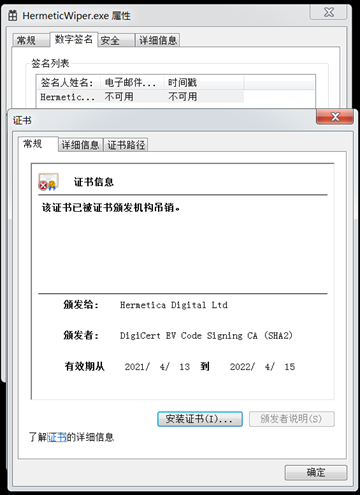 HermeticWiper.exe 属性
常规 数字签名 安全 详细信息
签名列表
签名人姓名: 电子邮件... 时间戳
Hermetic... 不可用 不可用
证书
常规 详细信息 证书路径
证书信息
该证书已被证书颁发机构吊销。
颁发给: Hermetica Digital Ltd
颁发者: DigiCert EV Code Signing CA (SHA2)
有效期从 2021/ 4/ 13 到 2022/ 4/ 15
安装证书(I)... 颁发者说明(S)
了解证书的详细信息
确定